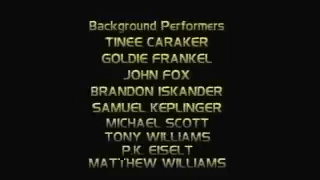 Background Performers
TINEE CARAKER
GOLDIE FRANKEL
JOHN FOX
BRANDON ISKANDER
SAMUEL KEPLINGER
MICHAEL SCOTT
TONY WILLIAMS
P.K. EISELT
MATTHEW WILLIAMS